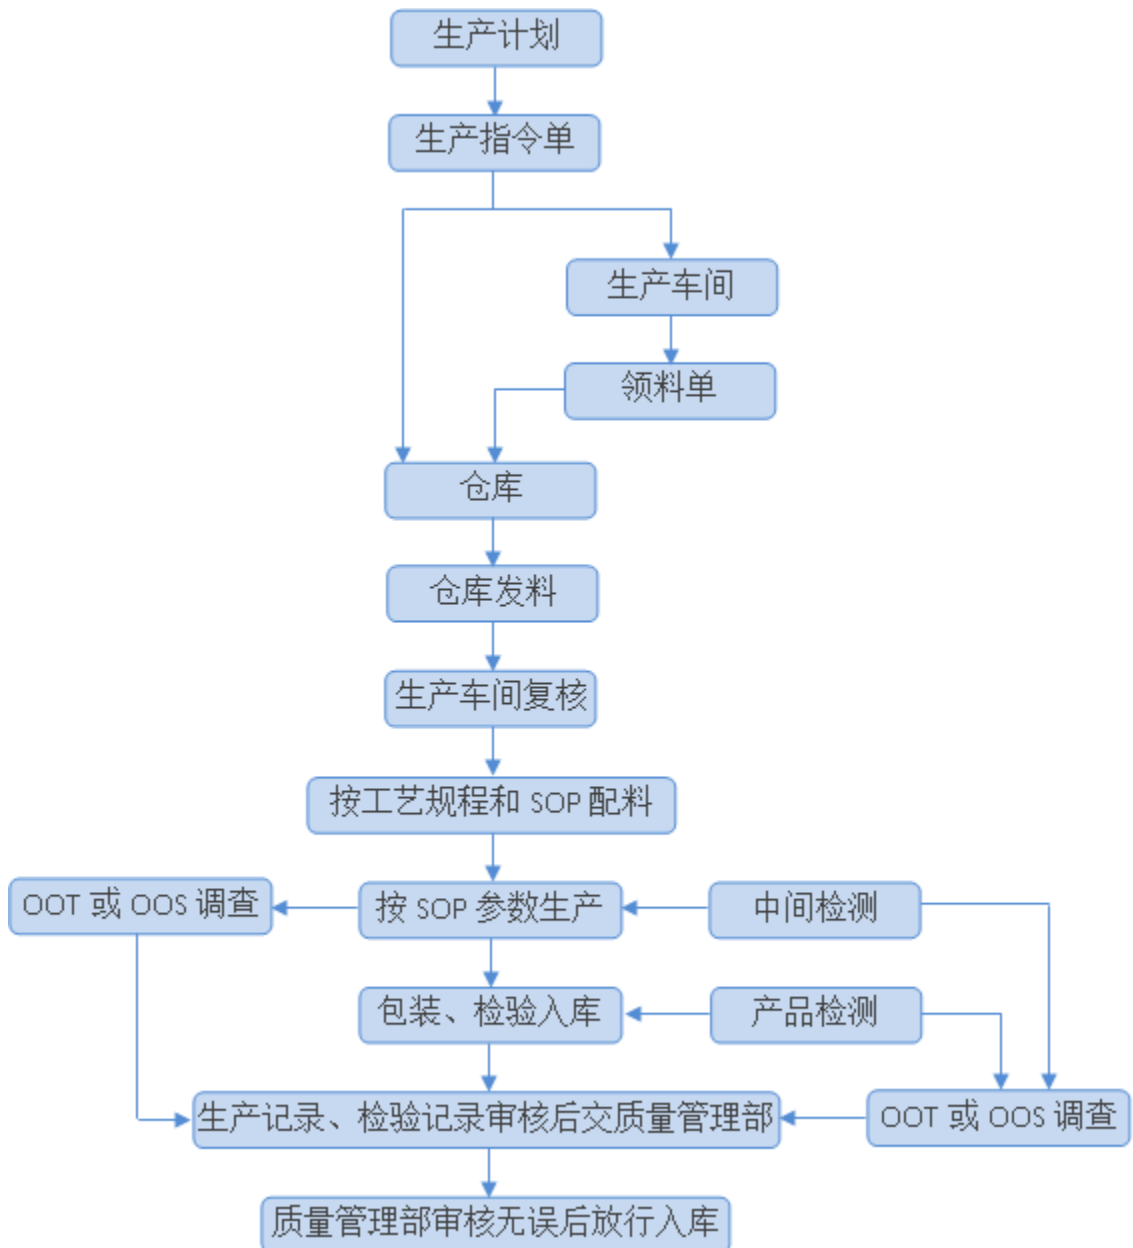 生产计划
生产指令单
生产车间
领料单
仓库
仓库发料
生产车间复核
按工艺规程和 SOP 配料
OOT 或 OOS 调查
按 SOP 参数生产
中间检测
包装、检验入库
产品检测
生产记录、检验记录审核后交质量管理部
OOT 或 OOS 调查
质量管理部审核无误后放行入库